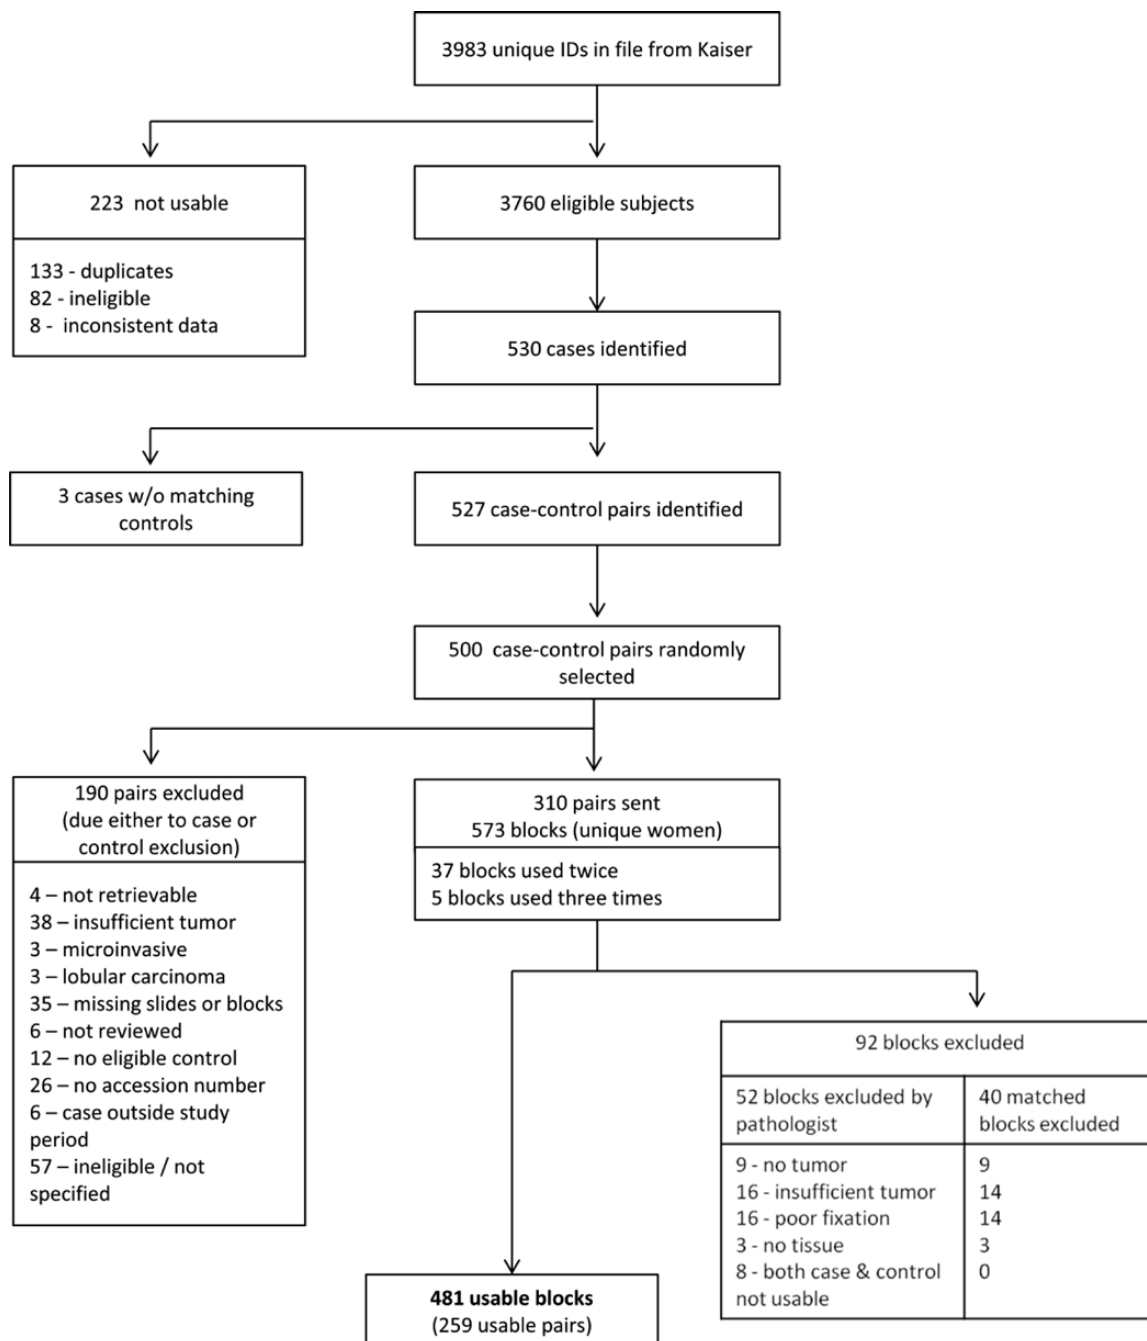 3983 unique IDs in file from Kaiser
223 not usable
133 - duplicates
82 - ineligible
8 - inconsistent data
3760 eligible subjects
530 cases identified
3 cases w/o matching
controls
527 case-control pairs identified
500 case-control pairs randomly
selected
190 pairs excluded
(due either to case or
control exclusion)
4 – not retrievable
38 – insufficient tumor
3 – microinvasive
3 – lobular carcinoma
35 – missing slides or blocks
6 – not reviewed
12 – no eligible control
26 – no accession number
6 – case outside study
period
57 – ineligible / not
specified
310 pairs sent
573 blocks (unique women)
37 blocks used twice
5 blocks used three times
92 blocks excluded
52 blocks excluded by
pathologist
9 - no tumor
16 - insufficient tumor
16 - poor fixation
3 - no tissue
8 - both case & control
not usable
40 matched
blocks excluded
9
14
14
3
0
481 usable blocks
(259 usable pairs)